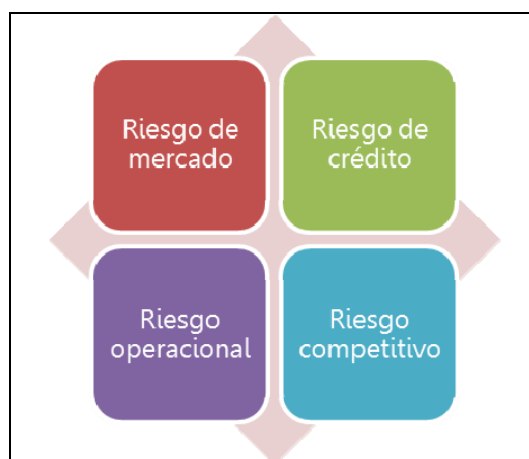 Riesgo de
mercado
Riesgo de
crédito
Riesgo
operacional
Riesgo
competitivo